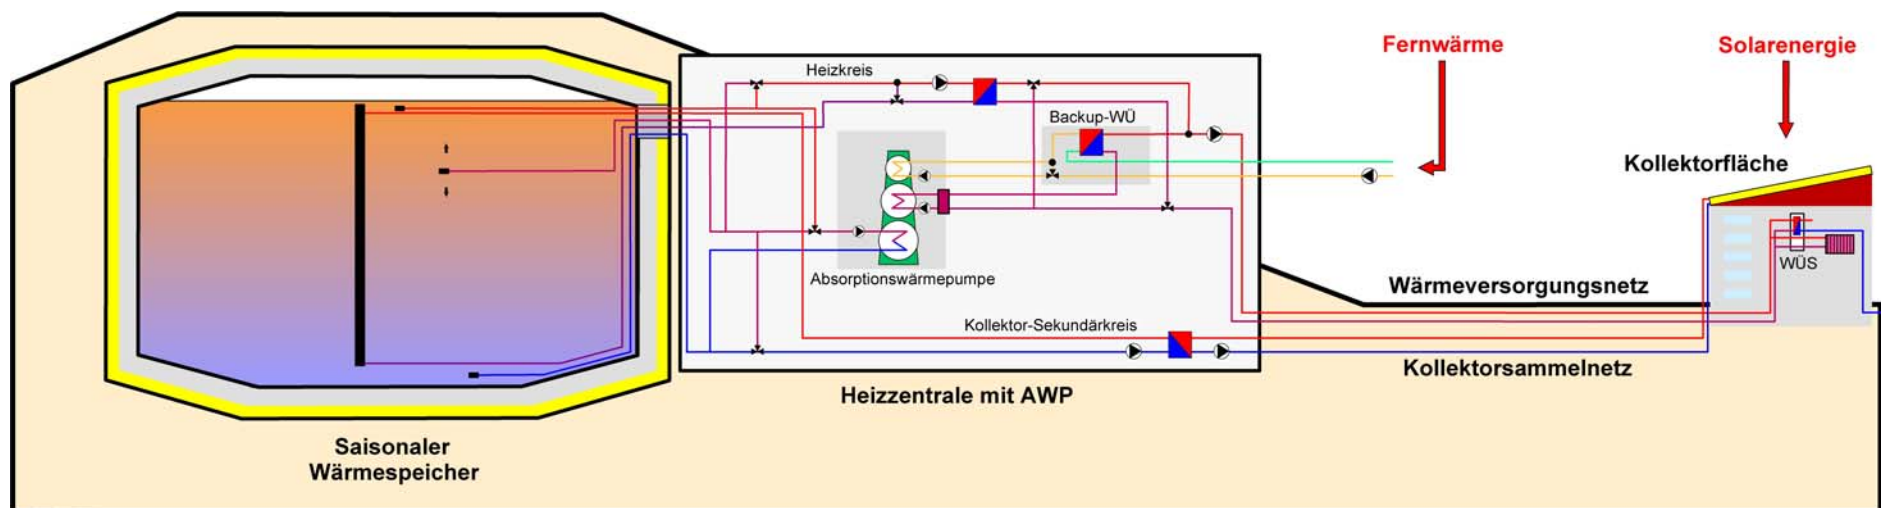 Fernwärme
Solarenergie
Heizkreis
Backup-WÜ
Kollektorfläche
WÜS
Absorptionswärmepumpe
Wärmeversorgungsnetz
Kollektor-Sekundärkreis
Kollektorsammelnetz
Heizzentrale mit AWP
Saisonaler
Wärmespeicher